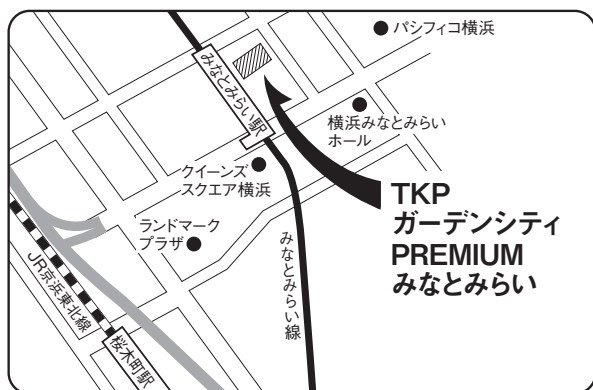 パシフィコ横浜
みなとみらい駅
横浜みなとみらい
ホール
クイーンズ
スクエア横浜
TKP
ガーデンシティ
PREMIUM
みなとみらい
ランドマーク
プラザ
みなとみらい線
JR京浜東北線
桜木町駅